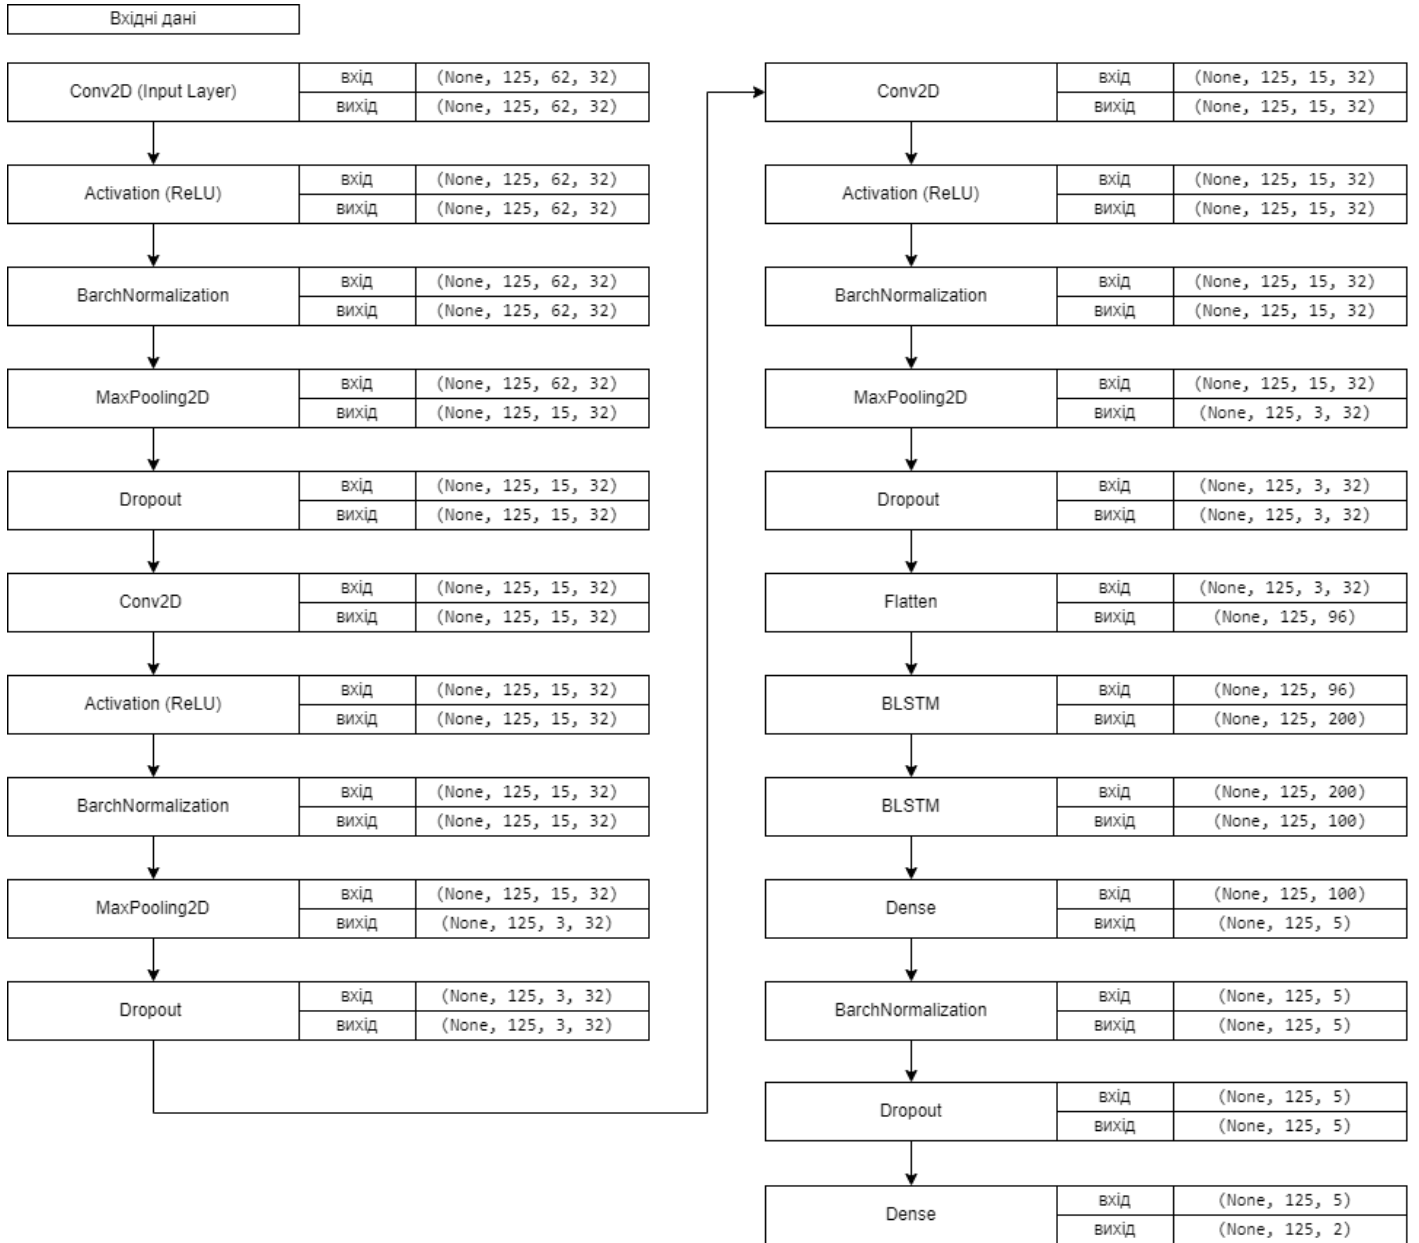 Вхідні дані
Conv2D (Input Layer)
вхід
(None, 125, 62, 32)
вихід
(None, 125, 62, 32)
Activation (ReLU)
вхід
(None, 125, 62, 32)
вихід
(None, 125, 62, 32)
BarchNormalization
вхід
(None, 125, 62, 32)
вихід
(None, 125, 62, 32)
MaxPooling2D
вхід
(None, 125, 62, 32)
вихід
(None, 125, 15, 32)
Dropout
вхід
(None, 125, 15, 32)
вихід
(None, 125, 15, 32)
Conv2D
вхід
(None, 125, 15, 32)
вихід
(None, 125, 15, 32)
Activation (ReLU)
вхід
(None, 125, 15, 32)
вихід
(None, 125, 15, 32)
BarchNormalization
вхід
(None, 125, 15, 32)
вихід
(None, 125, 15, 32)
MaxPooling2D
вхід
(None, 125, 15, 32)
вихід
(None, 125, 3, 32)
Dropout
вхід
(None, 125, 3, 32)
вихід
(None, 125, 3, 32)
Conv2D
вхід
(None, 125, 15, 32)
вихід
(None, 125, 15, 32)
Activation (ReLU)
вхід
(None, 125, 15, 32)
вихід
(None, 125, 15, 32)
BarchNormalization
вхід
(None, 125, 15, 32)
вихід
(None, 125, 15, 32)
MaxPooling2D
вхід
(None, 125, 15, 32)
вихід
(None, 125, 3, 32)
Dropout
вхід
(None, 125, 3, 32)
вихід
(None, 125, 3, 32)
Flatten
вхід
(None, 125, 3, 32)
вихід
(None, 125, 96)
BLSTM
вхід
(None, 125, 96)
вихід
(None, 125, 200)
BLSTM
вхід
(None, 125, 200)
вихід
(None, 125, 100)
Dense
вхід
(None, 125, 100)
вихід
(None, 125, 5)
BarchNormalization
вхід
(None, 125, 5)
вихід
(None, 125, 5)
Dropout
вхід
(None, 125, 5)
вихід
(None, 125, 5)
Dense
вхід
(None, 125, 5)
вихід
(None, 125, 2)